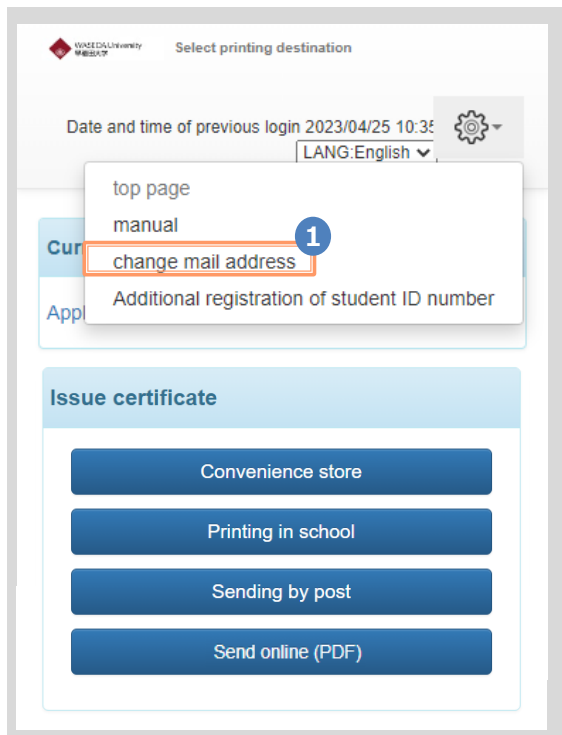 WASEDA University
早稲田大学
Select printing destination
Date and time of previous login 2023/04/25 10:35
LANG:English
top page
manual
1
change mail address
Additional registration of student ID number
Cur
Appl
Issue certificate
Convenience store
Printing in school
Sending by post
Send online (PDF)